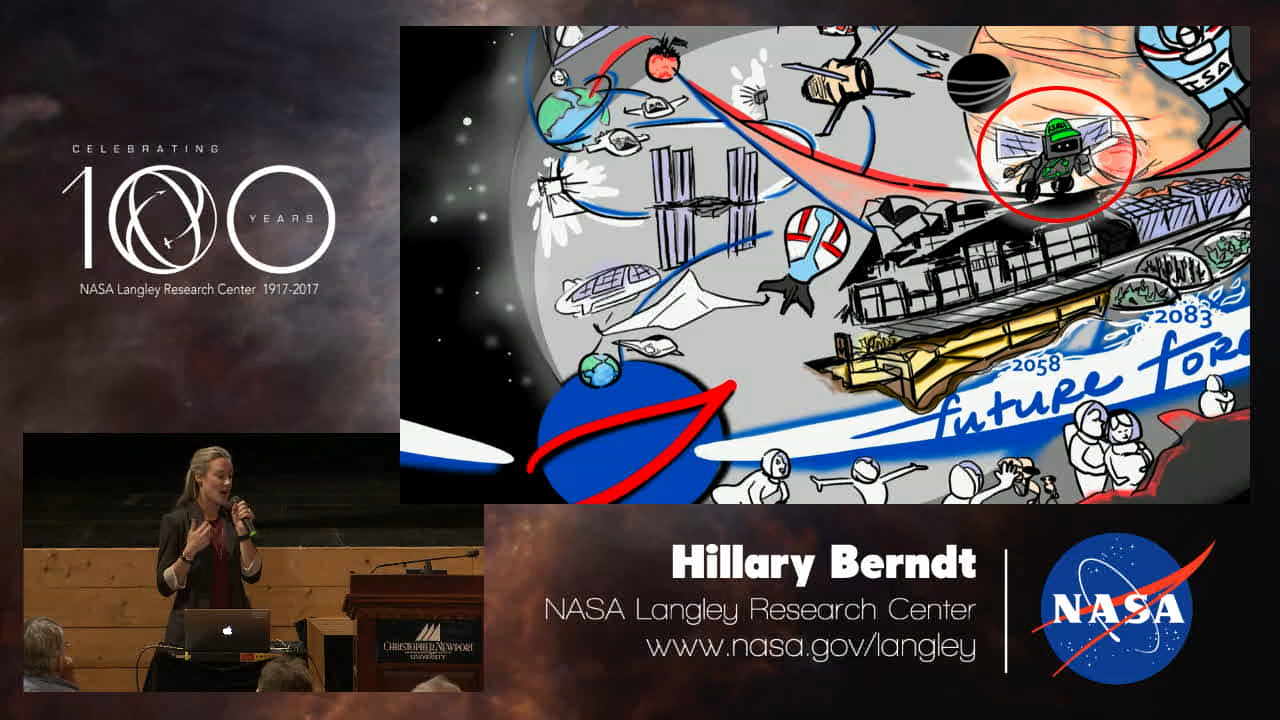 CELEBRATING
100
YEARS
NASA Langley Research Center 1917-2017
2083
2058
future for
CHRISTOPHER NEWPORT
UNIVERSITY
Hillary Berndt
NASA Langley Research Center
www.nasa.gov/langley
NASA